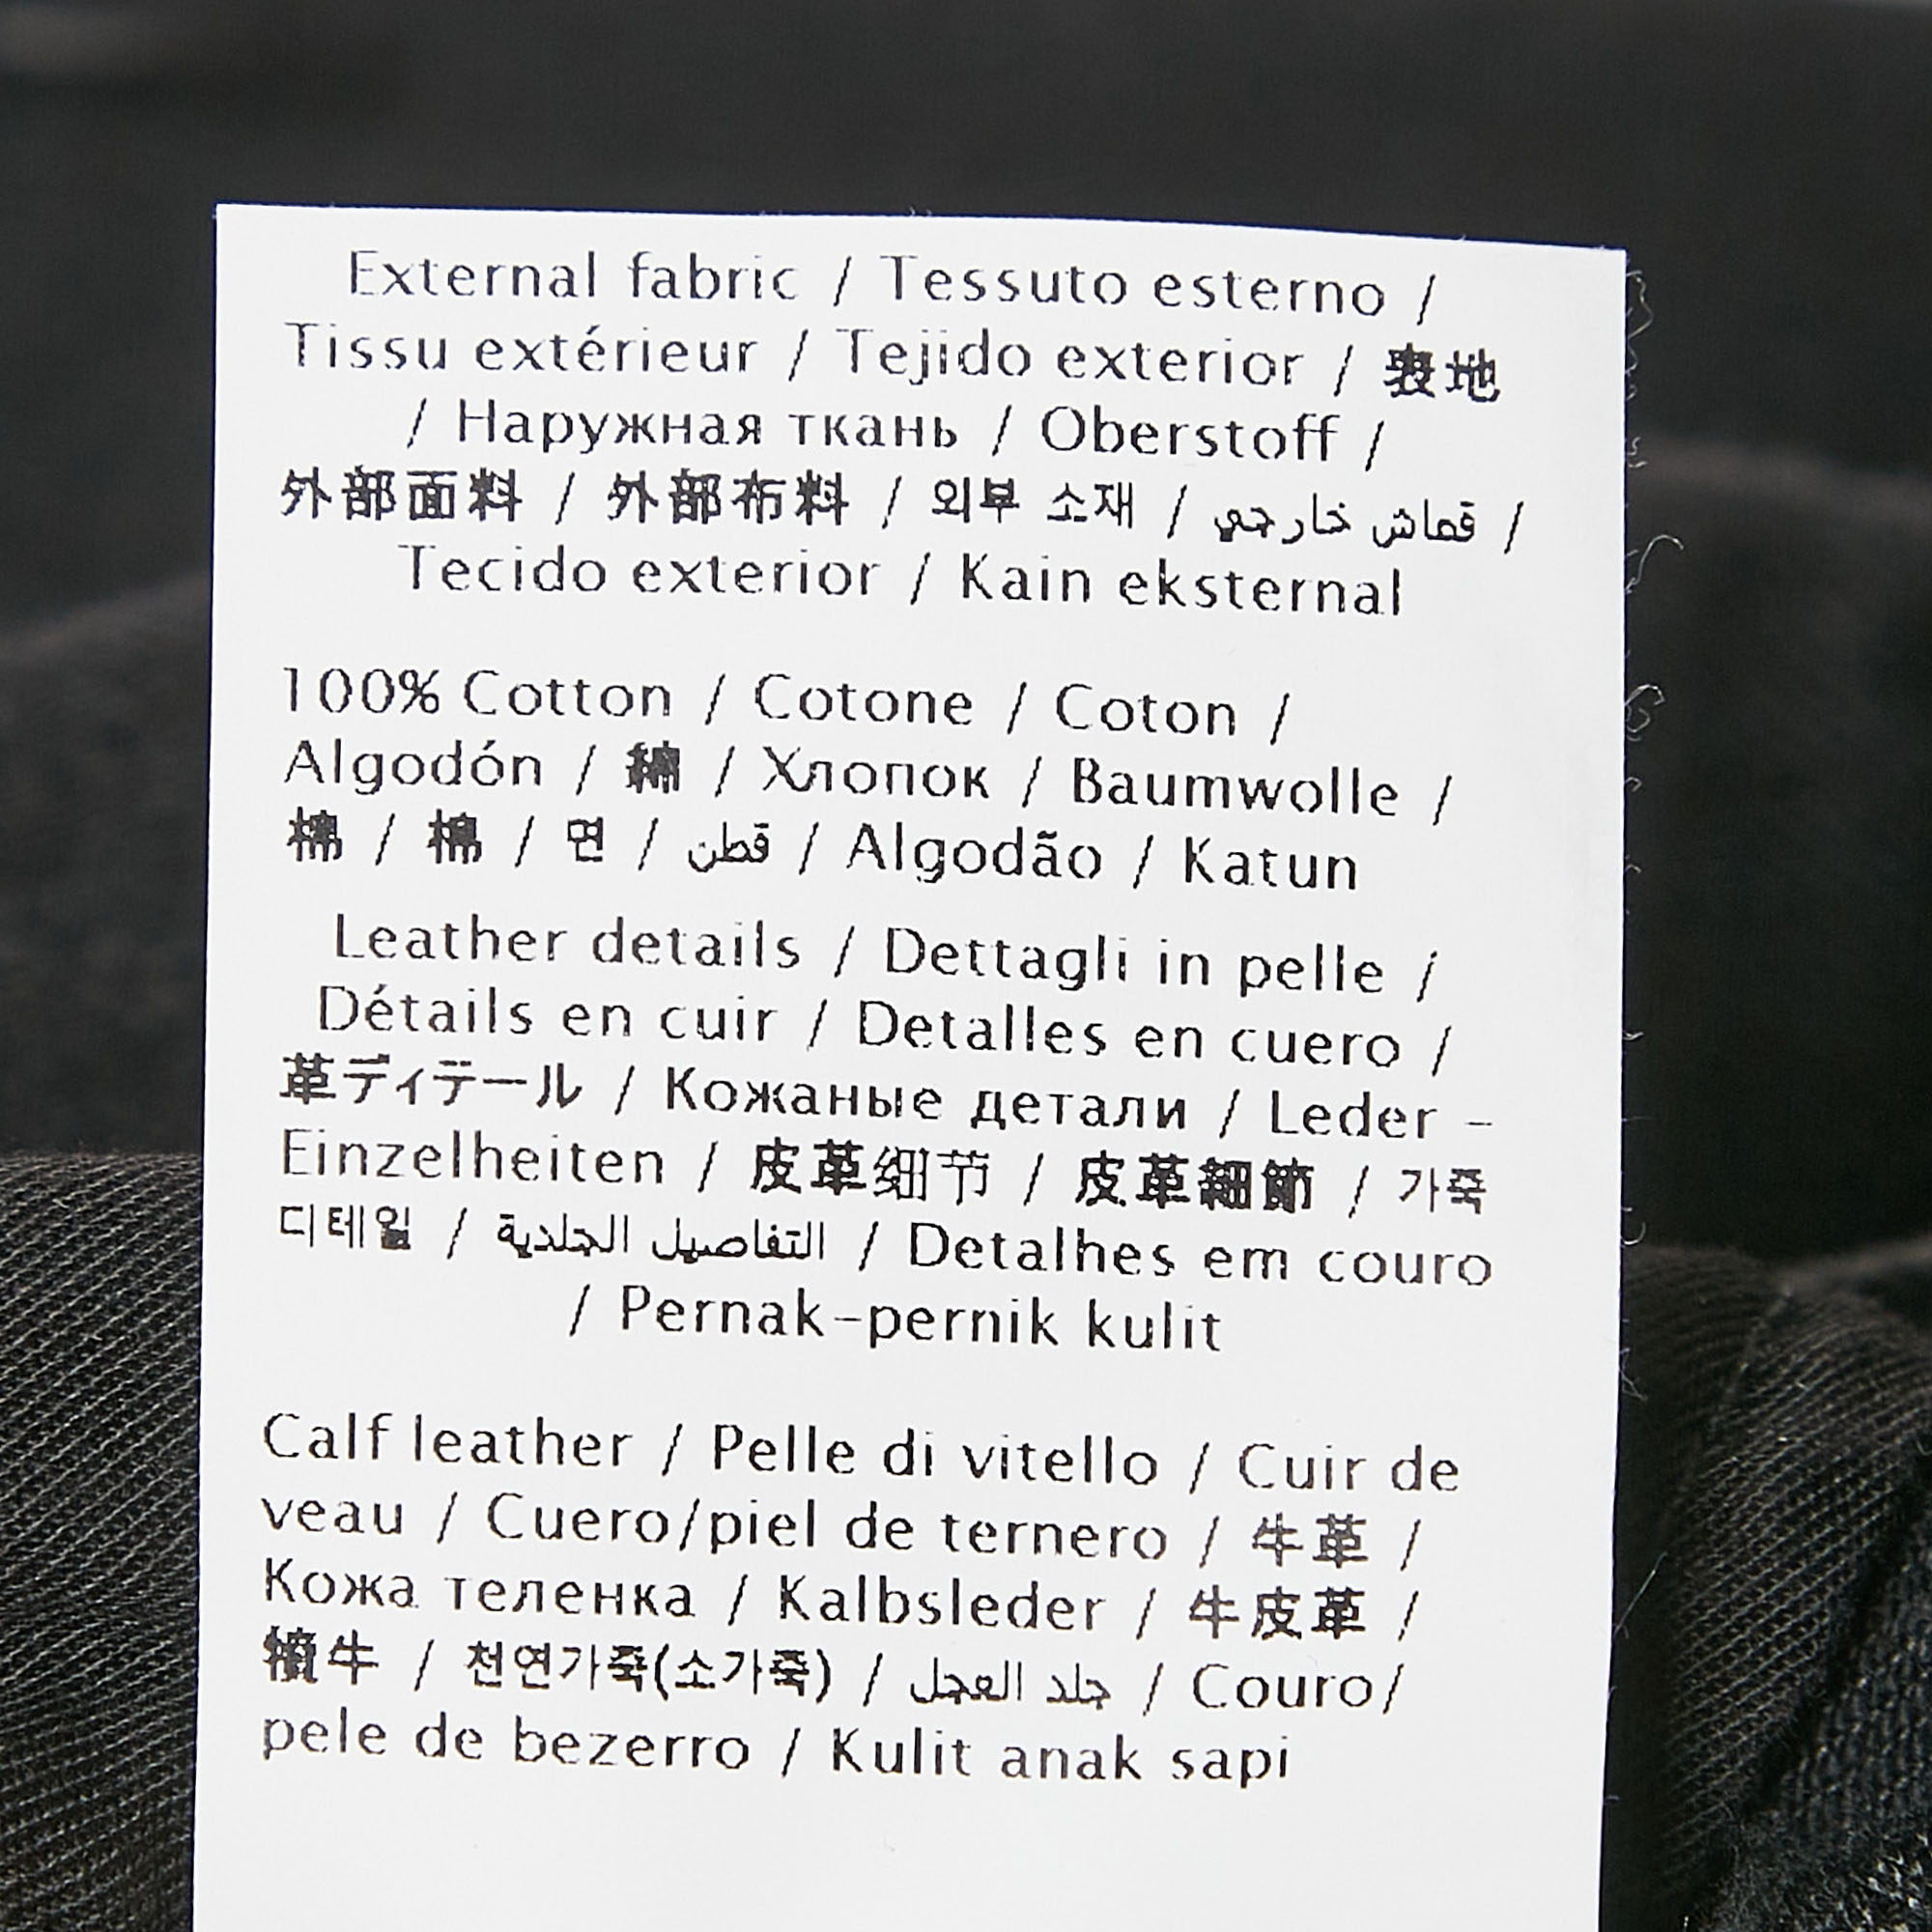 External fabric / Tessuto esterno /
Tissu extérieur / Tejido exterior / 表地
/ Наружная ткань / Oberstoff /
外部面料 / 外部布料 / 외부 소재 / قماش خارجي /
Tecido exterior / Kain eksternal
100% Cotton / Cotone / Coton /
Algodón / 綿 / Хлопок / Baumwolle /
棉 / 棉 / 면 / قطن / Algodão / Katun
Leather details / Dettagli in pelle /
Détails en cuir / Detalles en cuero /
革ディテール / Кожаные детали / Leder –
Einzelheiten / 皮革细节 / 皮革細節 / 가죽
디테일 / التفاصيل الجلدية / Detalhes em couro
/ Pernak–pernik kulit
Calf leather / Pelle di vitello / Cuir de
veau / Cuero/piel de ternero / 牛革 /
Кожа теленка / Kalbsleder / 牛皮革 /
犢牛 / 천연가죽(소가죽) / جلد العجل / Couro/
pele de bezerro / Kulit anak sapi